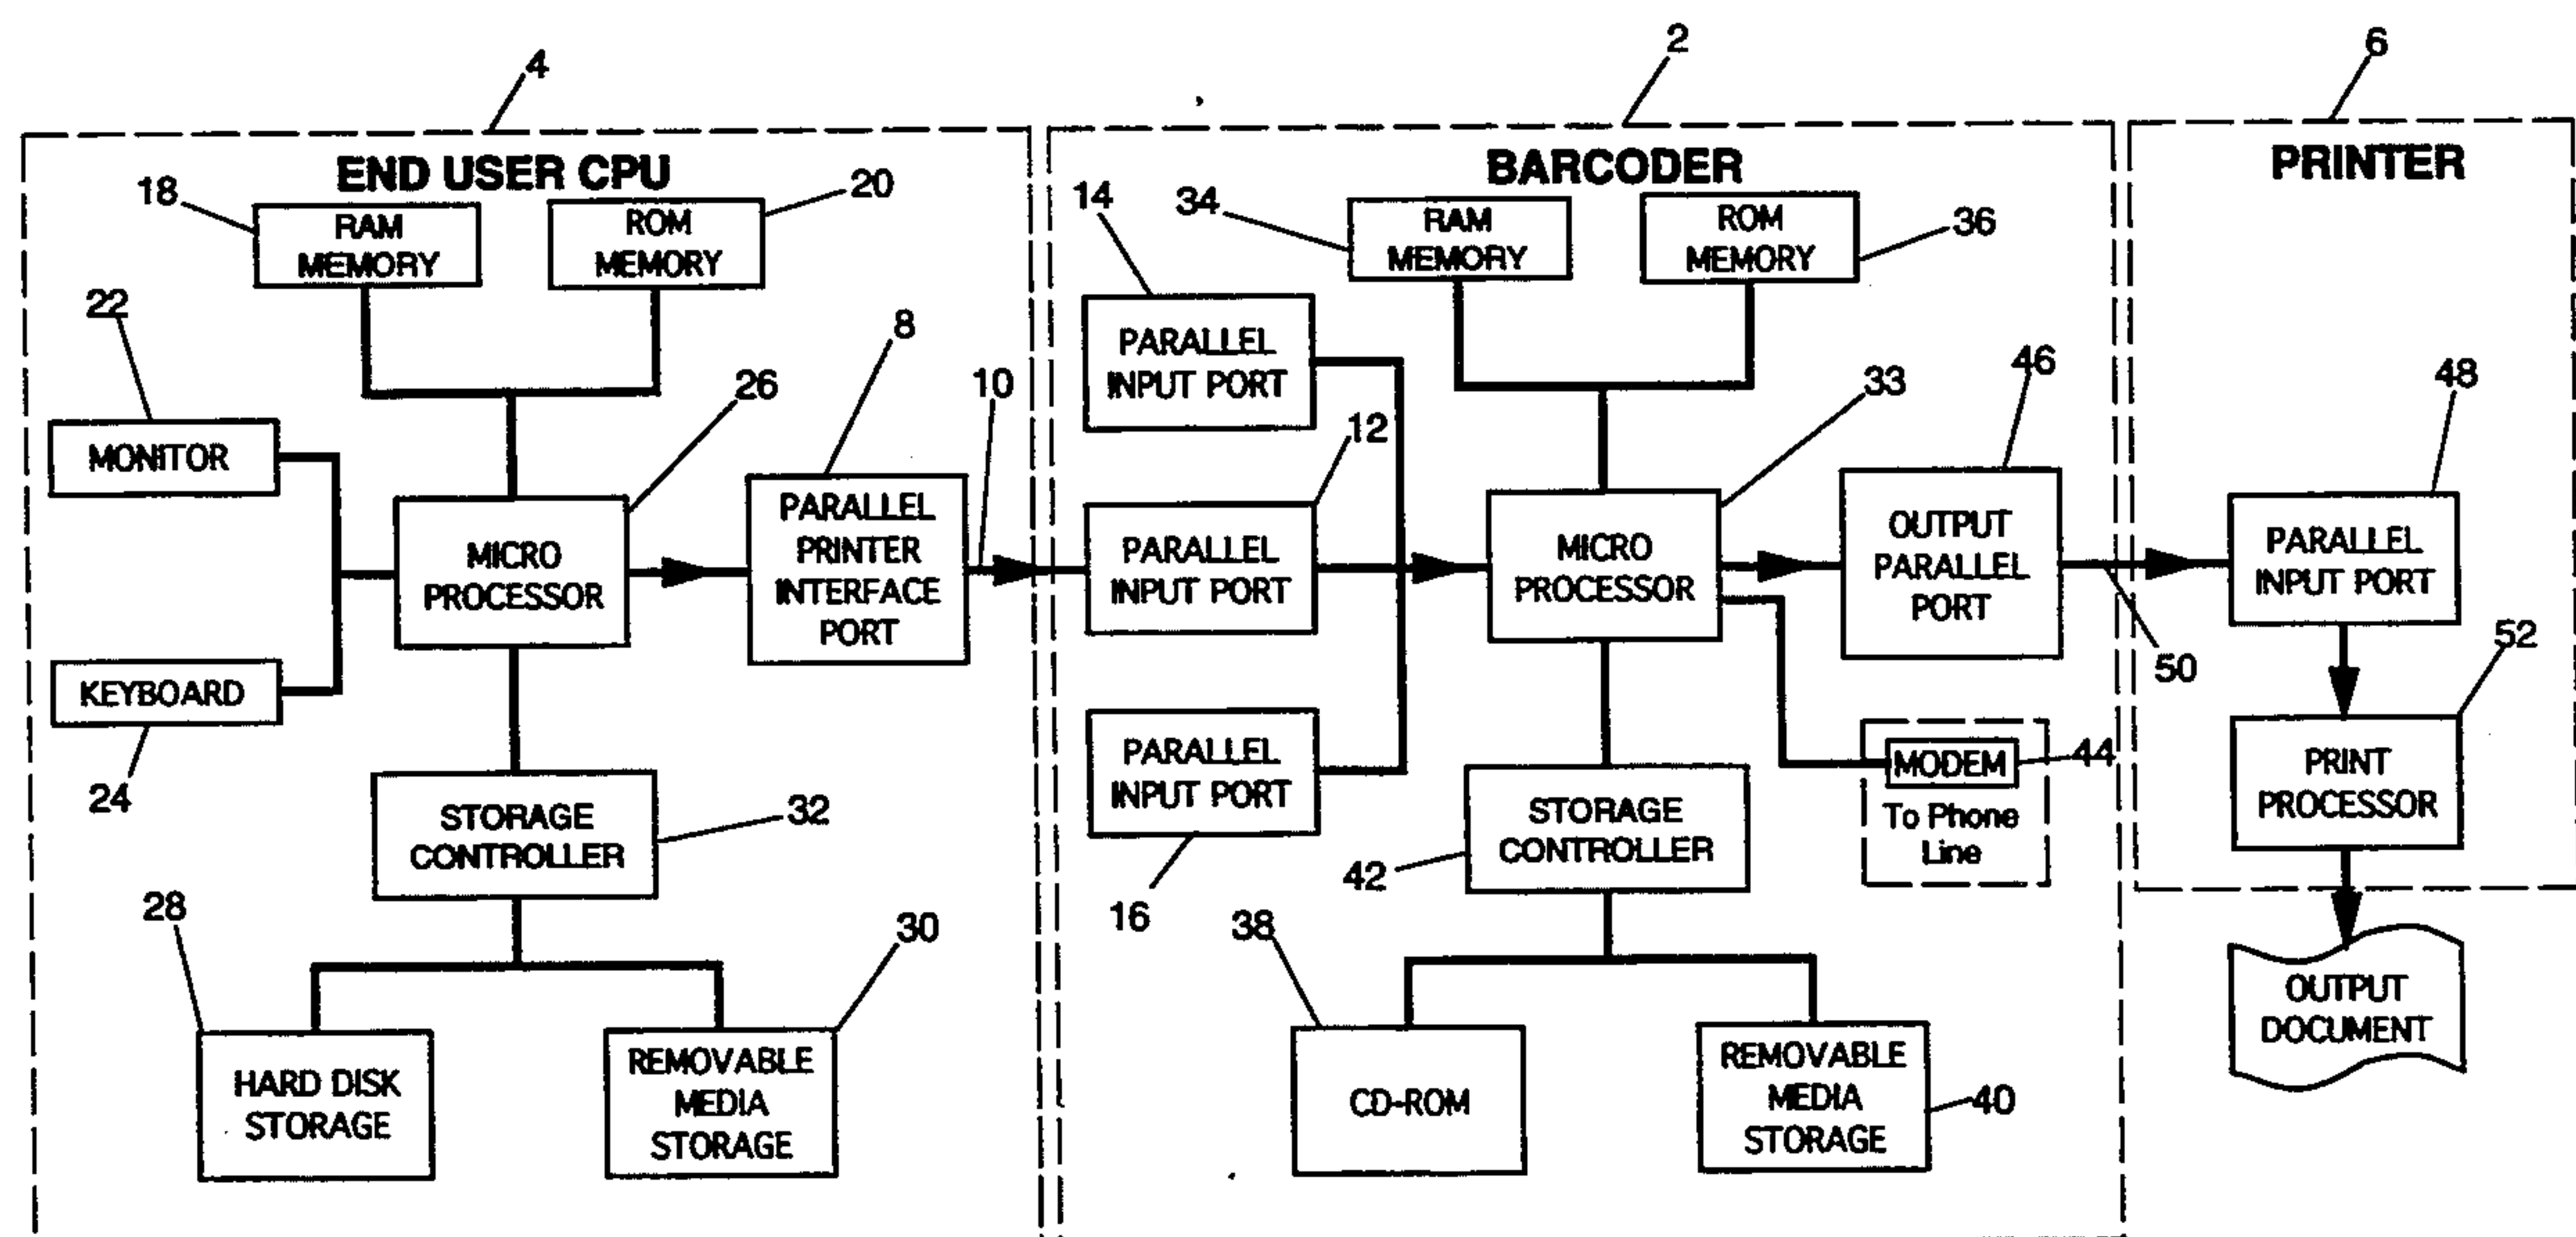 4
2
6
END USER CPU
BARCODER
PRINTER
18
RAM
MEMORY
20
ROM
MEMORY
22
MONITOR
8
PARALLEL
PRINTER
INTERFACE
PORT
10
26
MICRO
PROCESSOR
KEYBOARD
24
STORAGE
CONTROLLER
32
28
HARD DISK
STORAGE
30
REMOVABLE
MEDIA
STORAGE
14
PARALLEL
INPUT PORT
34
RAM
MEMORY
36
ROM
MEMORY
12
PARALLEL
INPUT PORT
33
MICRO
PROCESSOR
46
OUTPUT
PARALLEL
PORT
PARALLEL
INPUT PORT
16
STORAGE
CONTROLLER
42
MODEM
44
To Phone
Line
38
CD-ROM
REMOVABLE
MEDIA
STORAGE
40
48
PARALLEL
INPUT PORT
50
52
PRINT
PROCESSOR
OUTPUT
DOCUMENT